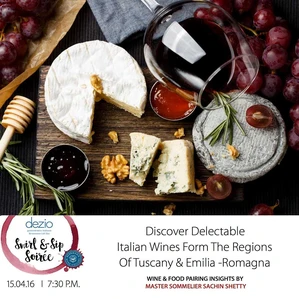 dezio
Swirl & Sip
Soirée
15.04.16 I 7:30 P.M.
Discover Delectable
Italian Wines Form The Regions
Of Tuscany & Emilia -Romagna
WINE & FOOD PAIRING INSIGHTS BY
MASTER SOMMELIER SACHIN SHETTY